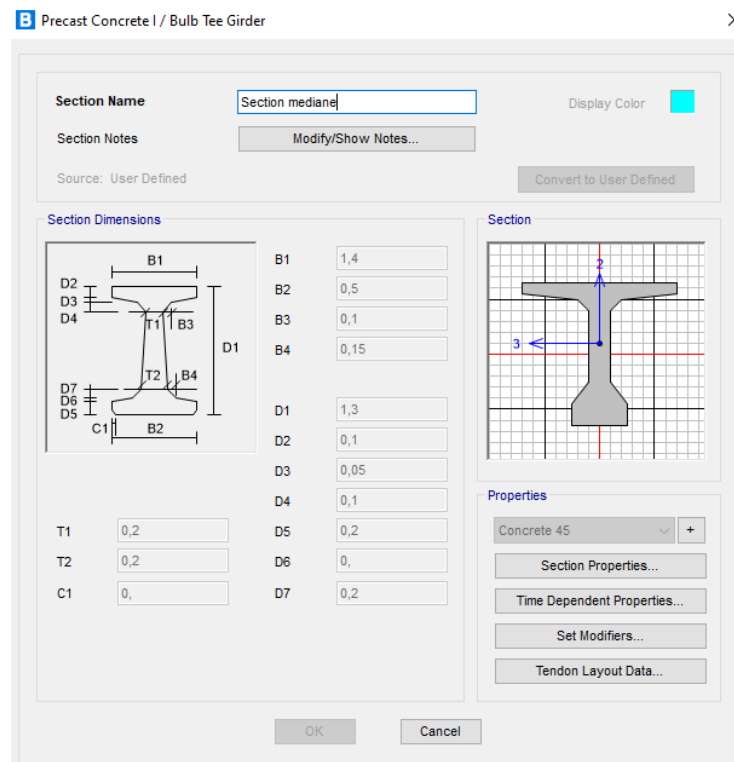 B Precast Concrete I / Bulb Tee Girder
Section Name
Section mediane
Display Color
Section Notes
Modify/Show Notes...
Source: User Defined
Convert to User Defined
Section Dimensions
B1
D2
D3
D4
T1
B3
D1
T2
B4
D7
D6
D5
C1
B2
B1 1,4
B2 0,5
B3 0,1
B4 0,15
D1 1,3
D2 0,1
D3 0,05
D4 0,1
T1 0,2
D5 0,2
T2 0,2
D6 0,
C1 0,
D7 0,2
Section
2
3
Properties
Concrete 45
+
Section Properties...
Time Dependent Properties...
Set Modifiers...
Tendon Layout Data...
OK
Cancel